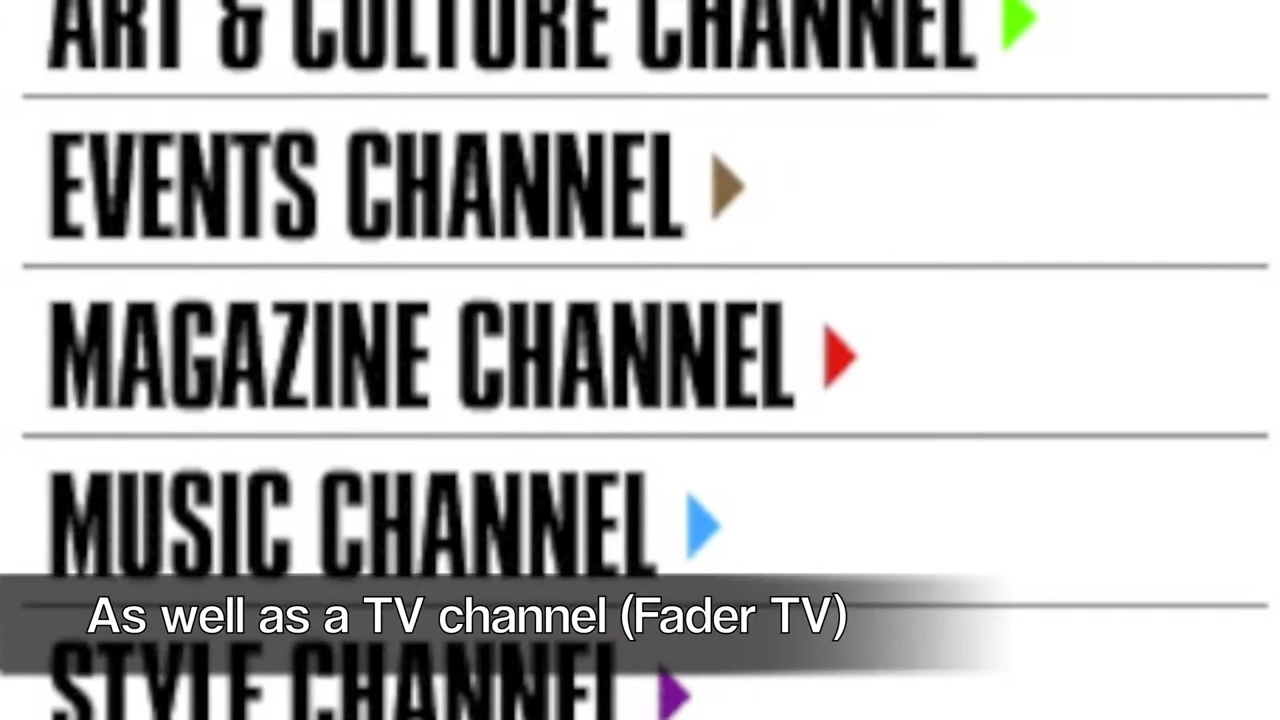 ART & CULTURE CHANNEL
EVENTS CHANNEL
MAGAZINE CHANNEL
MUSIC CHANNEL
As well as a TV channel (Fader TV)
STYLE CHANNEL